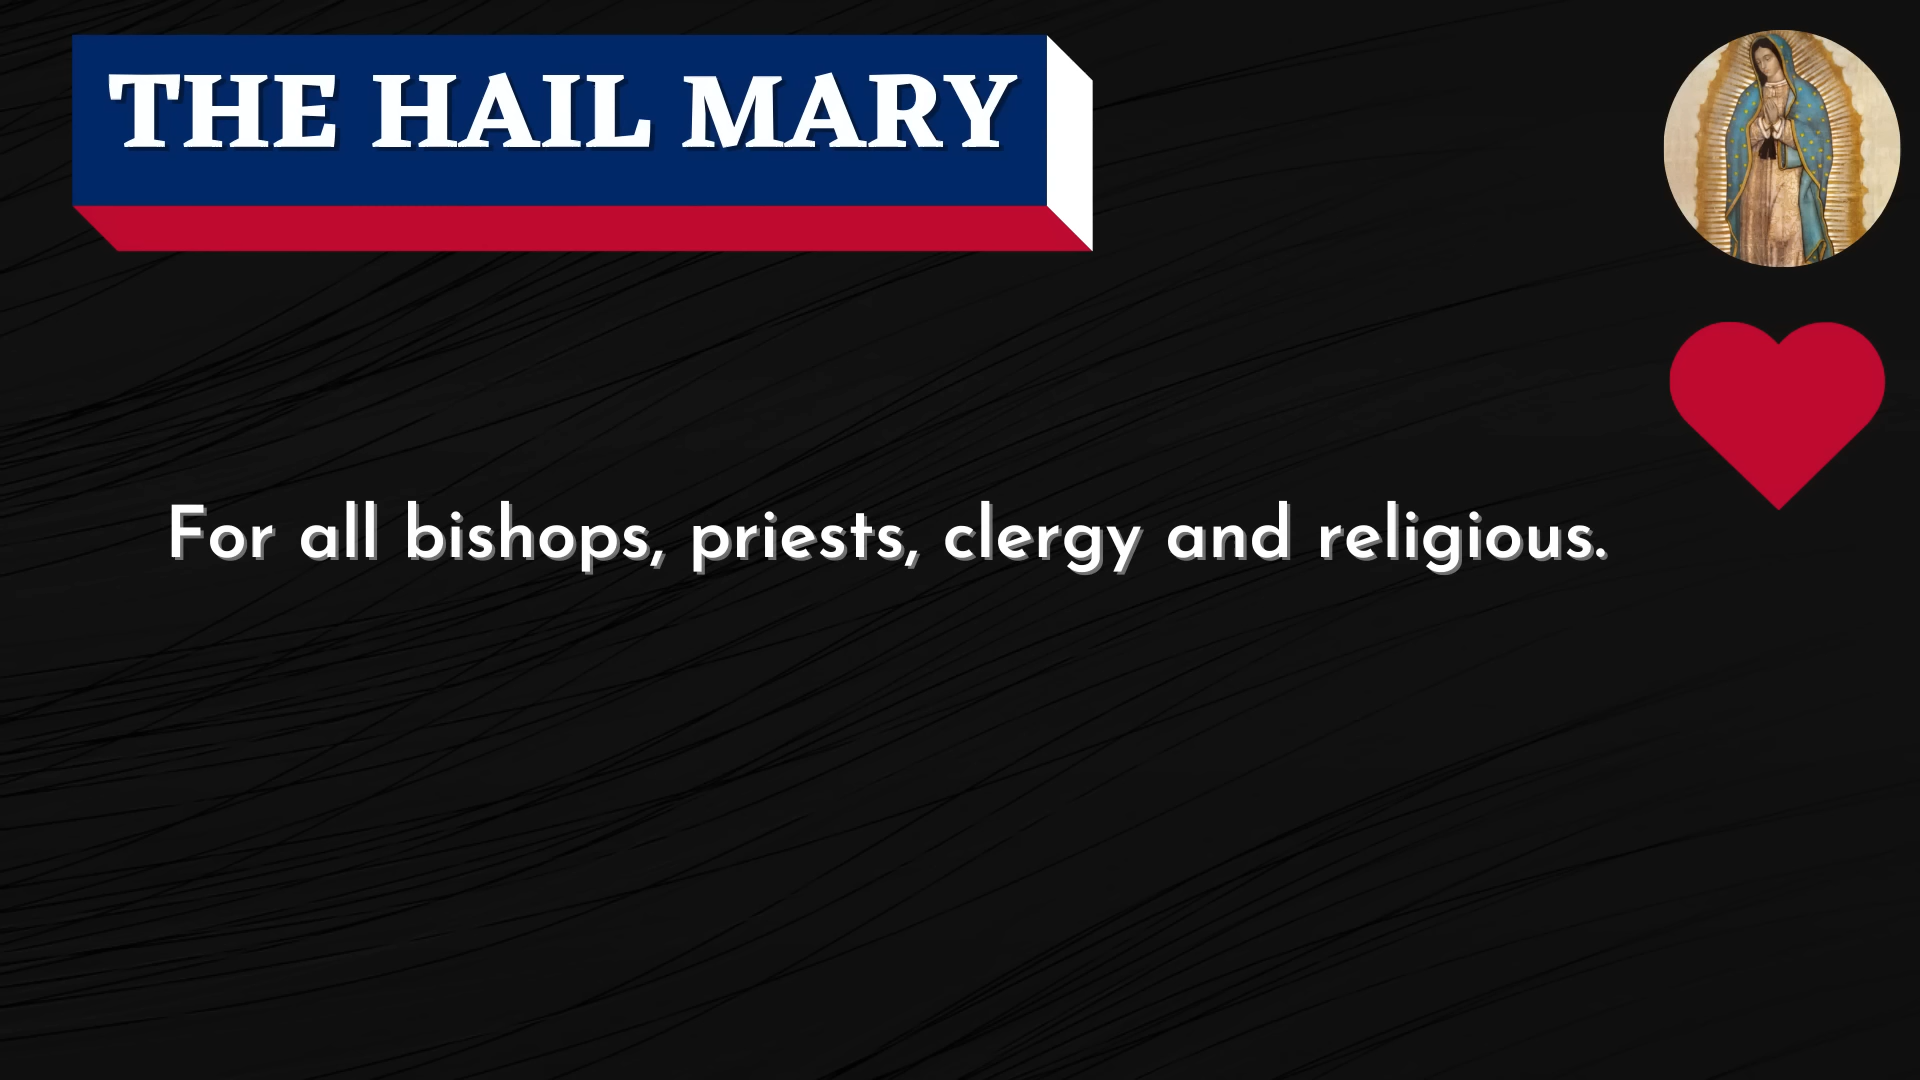 THE HAIL MARY
For all bishops, priests, clergy and religious.